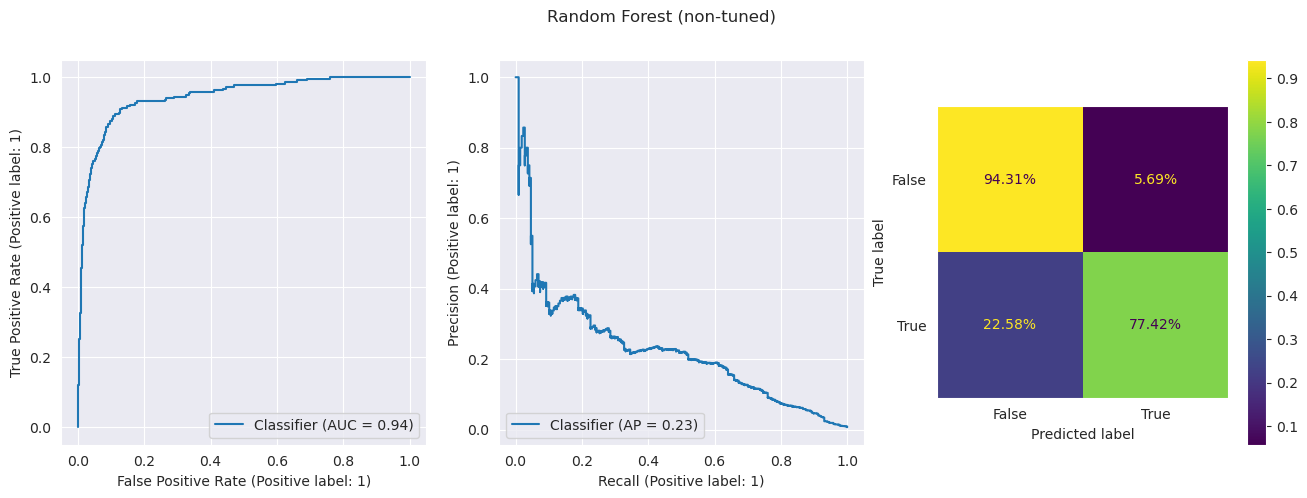 Random Forest (non-tuned)
1.0
0.8
0.6
0.4
0.2
0.0
True Positive Rate (Positive label: 1)
0.0 0.2 0.4 0.6 0.8 1.0
False Positive Rate (Positive label: 1)
Classifier (AUC = 0.94)
1.0
0.8
0.6
0.4
0.2
0.0
Precision (Positive label: 1)
0.0 0.2 0.4 0.6 0.8 1.0
Recall (Positive label: 1)
Classifier (AP = 0.23)
True label
False 94.31% 5.69%
True 22.58% 77.42%
False True
Predicted label
0.9
0.8
0.7
0.6
0.5
0.4
0.3
0.2
0.1